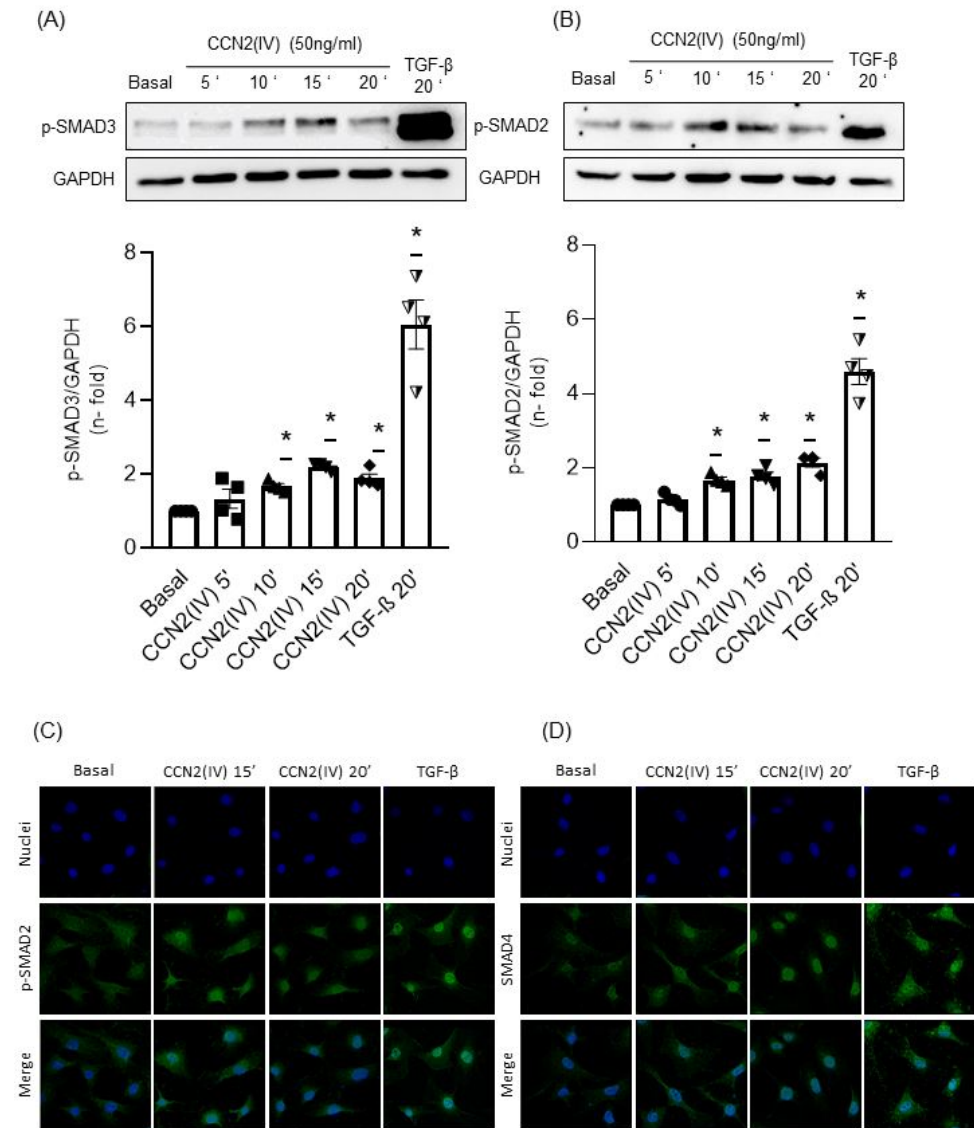 (A)
CCN2(IV) (50ng/ml)
Basal 5 ‘ 10 ‘ 15 ‘ 20 ‘ TGF-β 20 ‘
p-SMAD3
GAPDH
*
8
6
4
2
0
p-SMAD3/GAPDH
(n- fold)
* * *
Basal
CCN2(IV) 5'
CCN2(IV) 10'
CCN2(IV) 15'
CCN2(IV) 20'
TGF-ß 20'
(B)
CCN2(IV) (50ng/ml)
Basal 5 ‘ 10 ‘ 15 ‘ 20 ‘ TGF-β 20 ‘
p-SMAD2
GAPDH
8
6
4
2
0
p-SMAD2/GAPDH
(n- fold)
* * * *
Basal
CCN2(IV) 5'
CCN2(IV) 10'
CCN2(IV) 15'
CCN2(IV) 20'
TGF-ß 20'
(C)
Basal CCN2(IV) 15’ CCN2(IV) 20’ TGF-β
Nuclei
p-SMAD2
Merge
(D)
Basal CCN2(IV) 15’ CCN2(IV) 20’ TGF-β
Nuclei
SMAD4
Merge